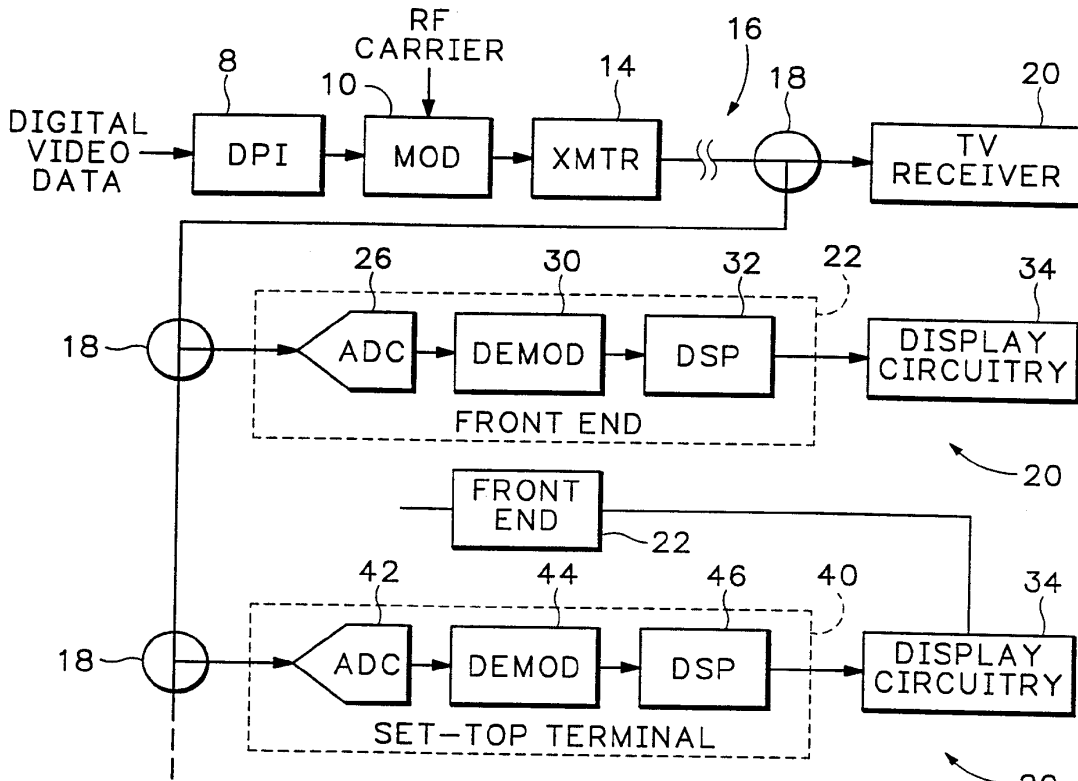 RF
CARRIER
8
10
14
16
18
20
DIGITAL
VIDEO
DATA
DPI
MOD
XMTR
TV
RECEIVER
26
30
32
22
34
18
ADC
DEMOD
DSP
DISPLAY
CIRCUITRY
FRONT END
20
FRONT
END
22
42
44
46
40
34
18
ADC
DEMOD
DSP
DISPLAY
CIRCUITRY
SET-TOP TERMINAL